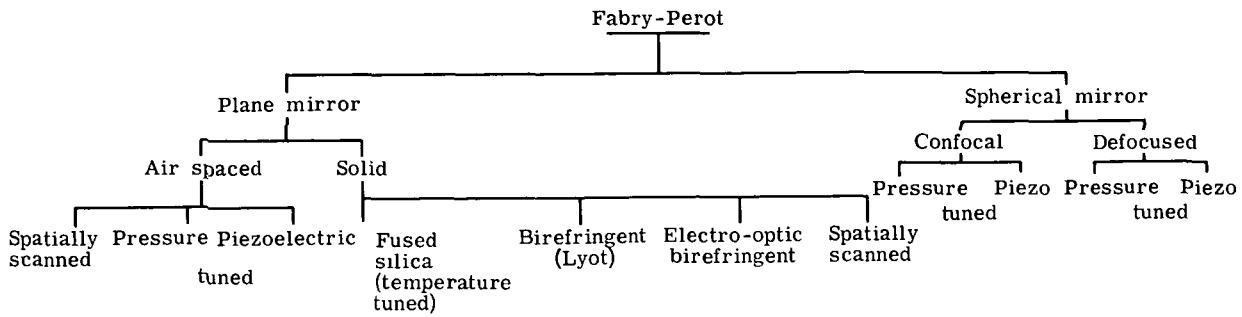 Fabry-Perot
Plane mirror
Spherical mirror
Air spaced
Solid
Confocal
Defocused
Pressure Piezo
tuned
Pressure Piezo
tuned
Spatially
scanned
Pressure Piezoelectric
tuned
Fused
silica
(temperature
tuned)
Birefringent
(Lyot)
Electro-optic
birefringent
Spatially
scanned